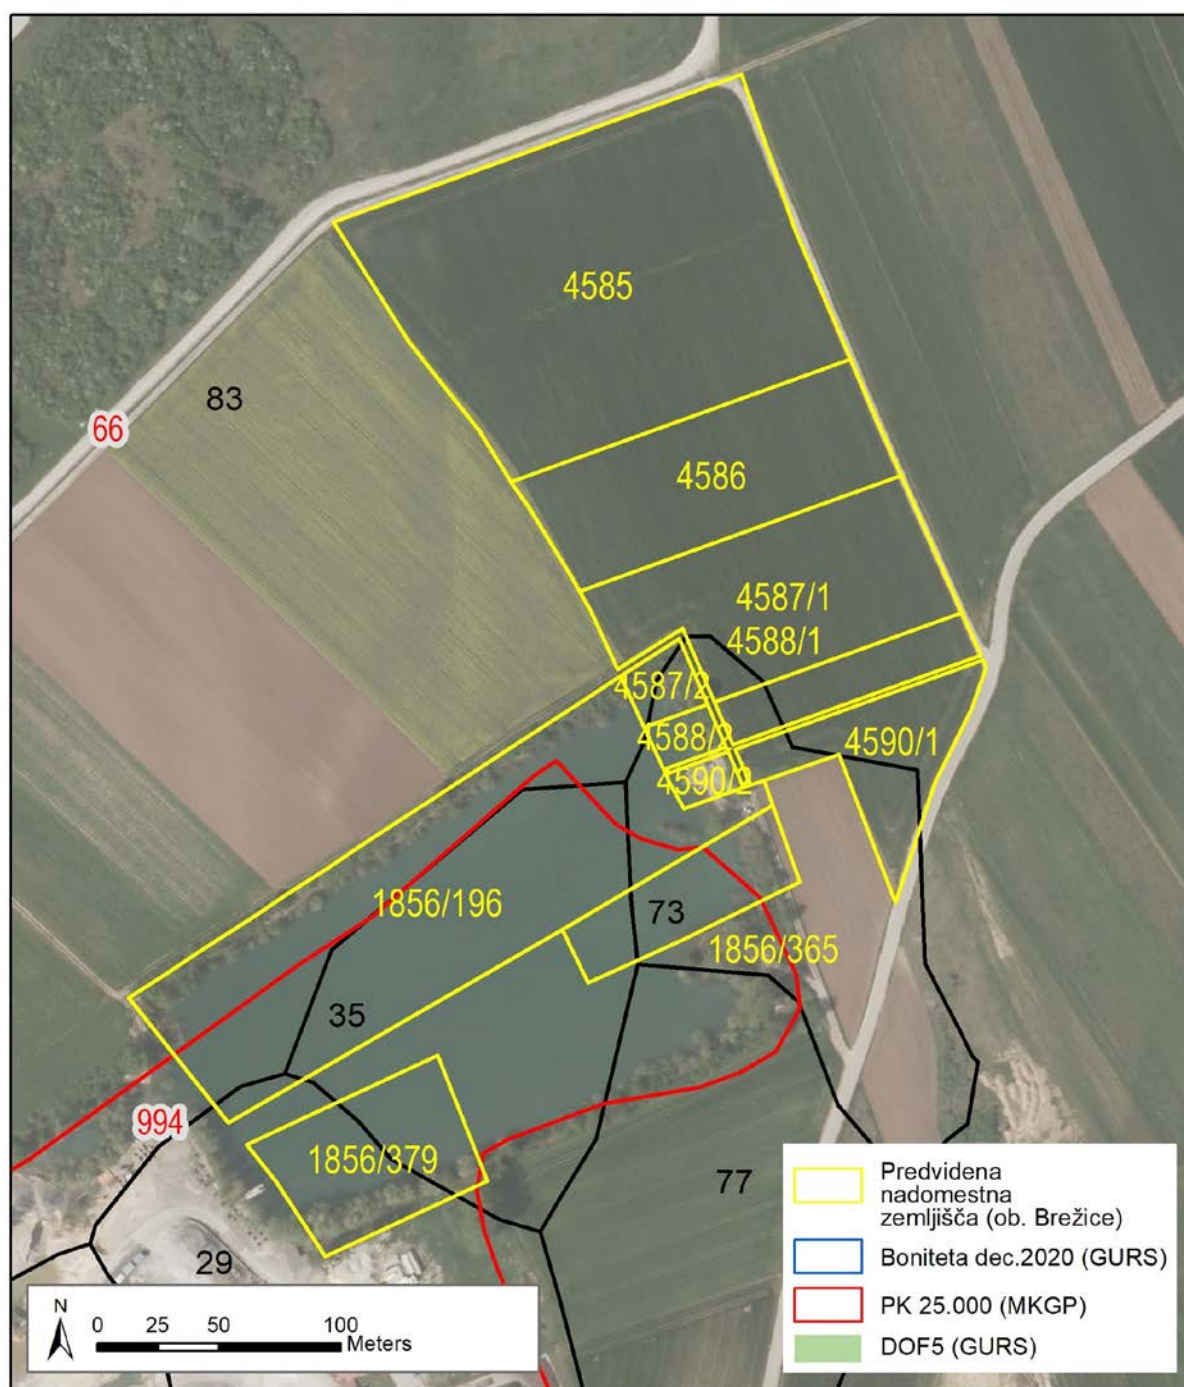 4585
83
66
4586
4587/1
4588/1
4587/2
4588/2
4590/1
4590/2
1856/196
73
1856/365
35
994
1856/379
77
29
Predvidena
nadomestna
zemljišča (ob. Brežice)
Boniteta dec.2020 (GURS)
PK 25.000 (MKGP)
DOF5 (GURS)
N
0 25 50 100
Meters